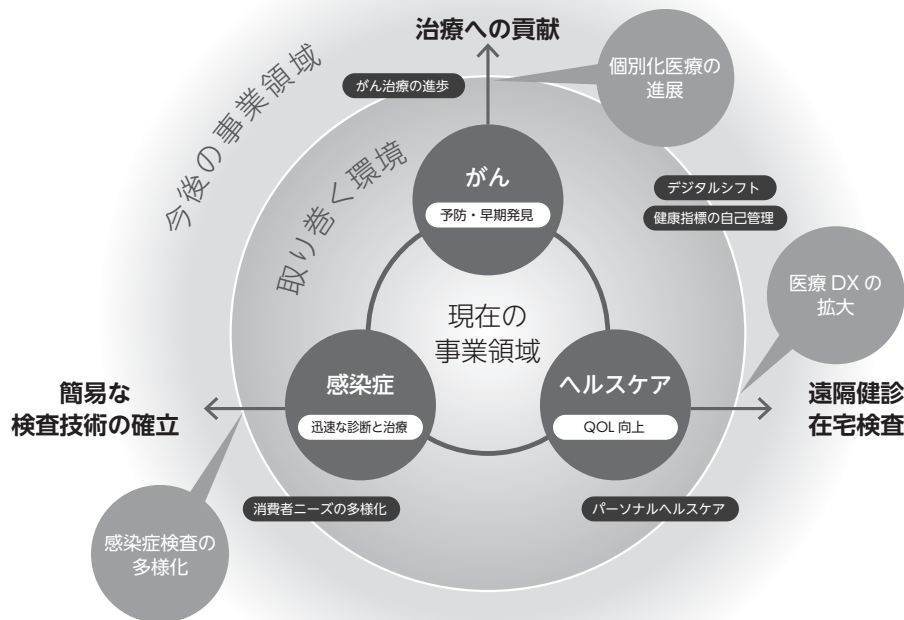 治療への貢献
個別化医療の
進展
がん治療の進歩
今後の事業領域
取り巻く環境
がん
予防・早期発見
デジタルシフト
健康指標の自己管理
医療 DX の
拡大
現在の
事業領域
感染症
迅速な診断と治療
ヘルスケア
QOL 向上
簡易な
検査技術の確立
遠隔健診
在宅検査
消費者ニーズの多様化
パーソナルヘルスケア
感染症検査の
多様化